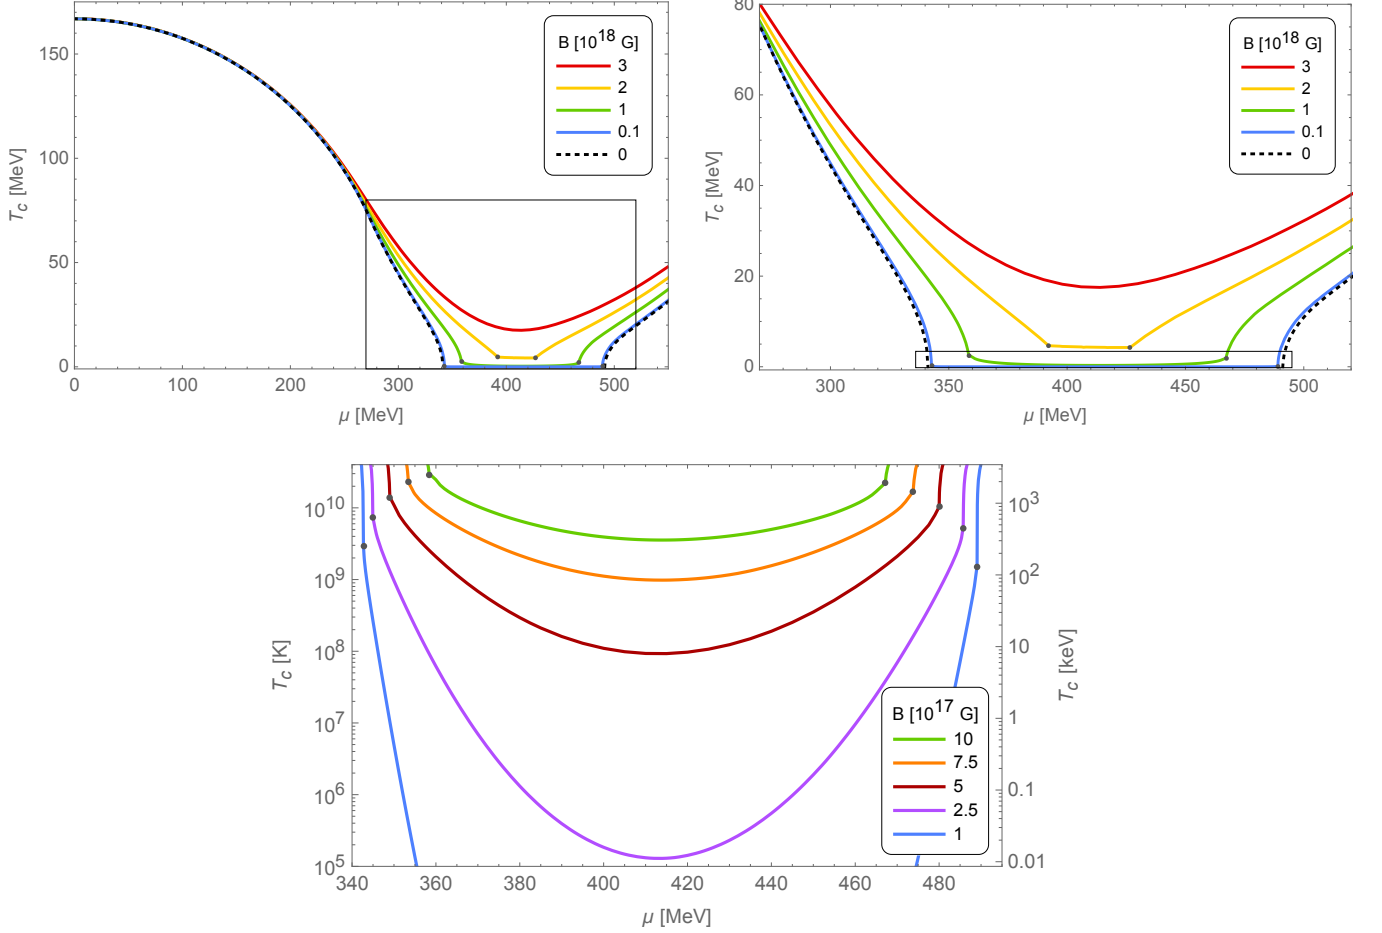 B [10^18 G]
3
2
1
0.1
0
T_c [MeV]
150
100
50
0
0 100 200 300 400 500
μ [MeV]
B [10^18 G]
3
2
1
0.1
0
T_c [MeV]
80
60
40
20
0
300 350 400 450 500
μ [MeV]
T_c [K]
10^10
10^9
10^8
10^7
10^6
10^5
10^3
10^2
10
1
0.1
0.01
T_c [keV]
B [10^17 G]
10
7.5
5
2.5
1
340 360 380 400 420 440 460 480
μ [MeV]